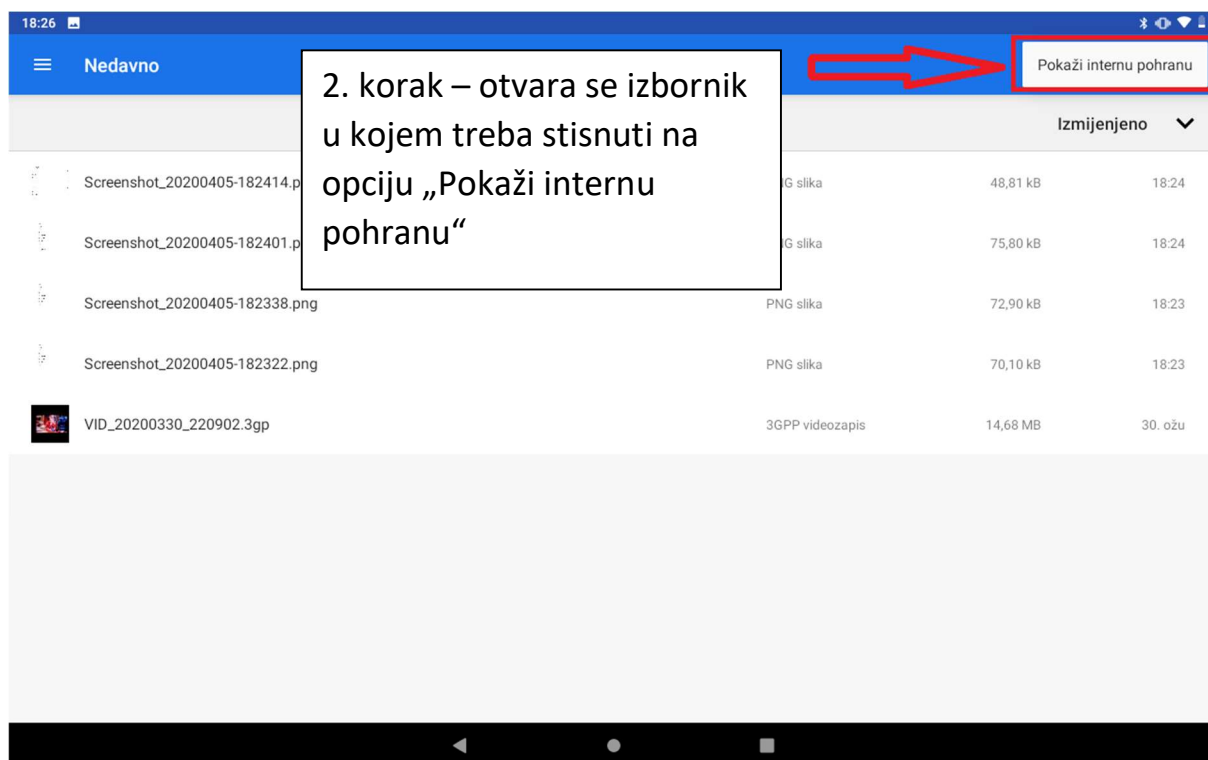 18:26
Nedavno
Pokaži internu pohranu
2. korak – otvara se izbornik
u kojem treba stisnuti na
opciju „Pokaži internu
pohranu“
Izmijenjeno
Screenshot_20200405-182414.p NG slika 48,81 kB 18:24
Screenshot_20200405-182401.p NG slika 75,80 kB 18:24
Screenshot_20200405-182338.png PNG slika 72,90 kB 18:23
Screenshot_20200405-182322.png PNG slika 70,10 kB 18:23
VID_20200330_220902.3gp 3GPP videozapis 14,68 MB 30. ožu